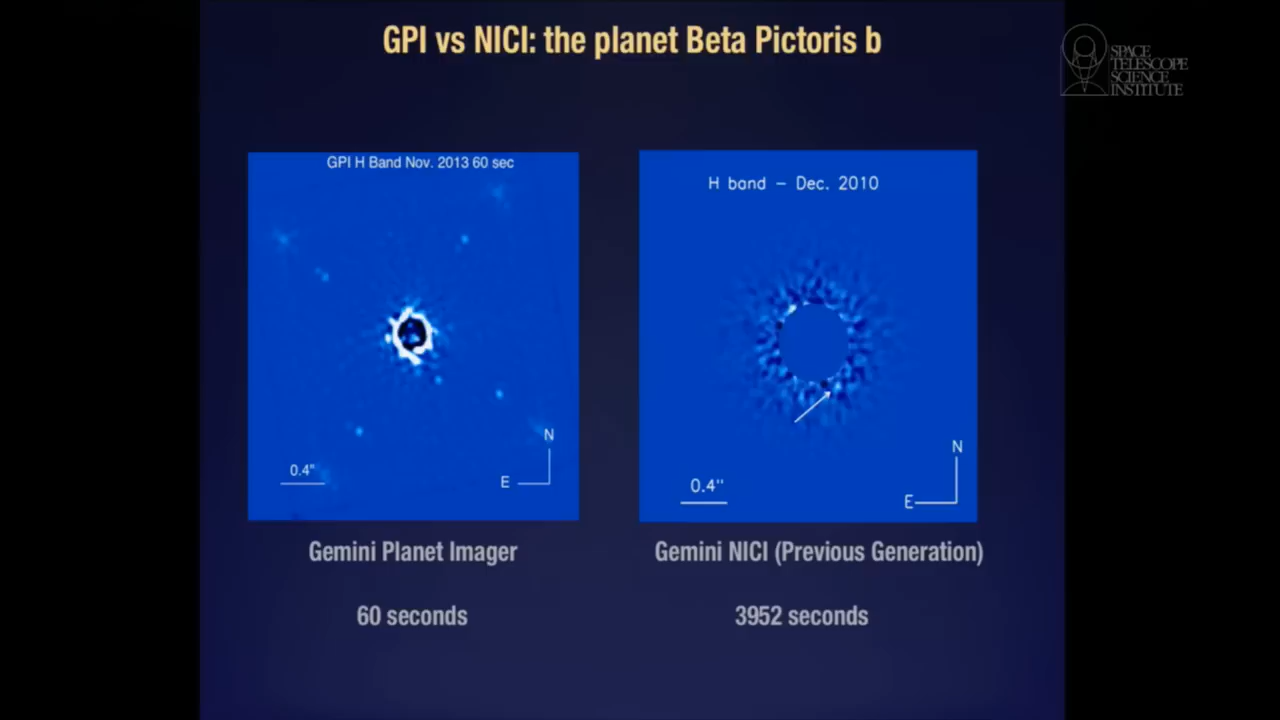 GPI vs NICI: the planet Beta Pictoris b
SPACE
TELESCOPE
SCIENCE
INSTITUTE
GPI H Band Nov. 2013 60 sec
H band – Dec. 2010
N
E
0.4"
N
E
0.4"
Gemini Planet Imager
Gemini NICI (Previous Generation)
60 seconds
3952 seconds